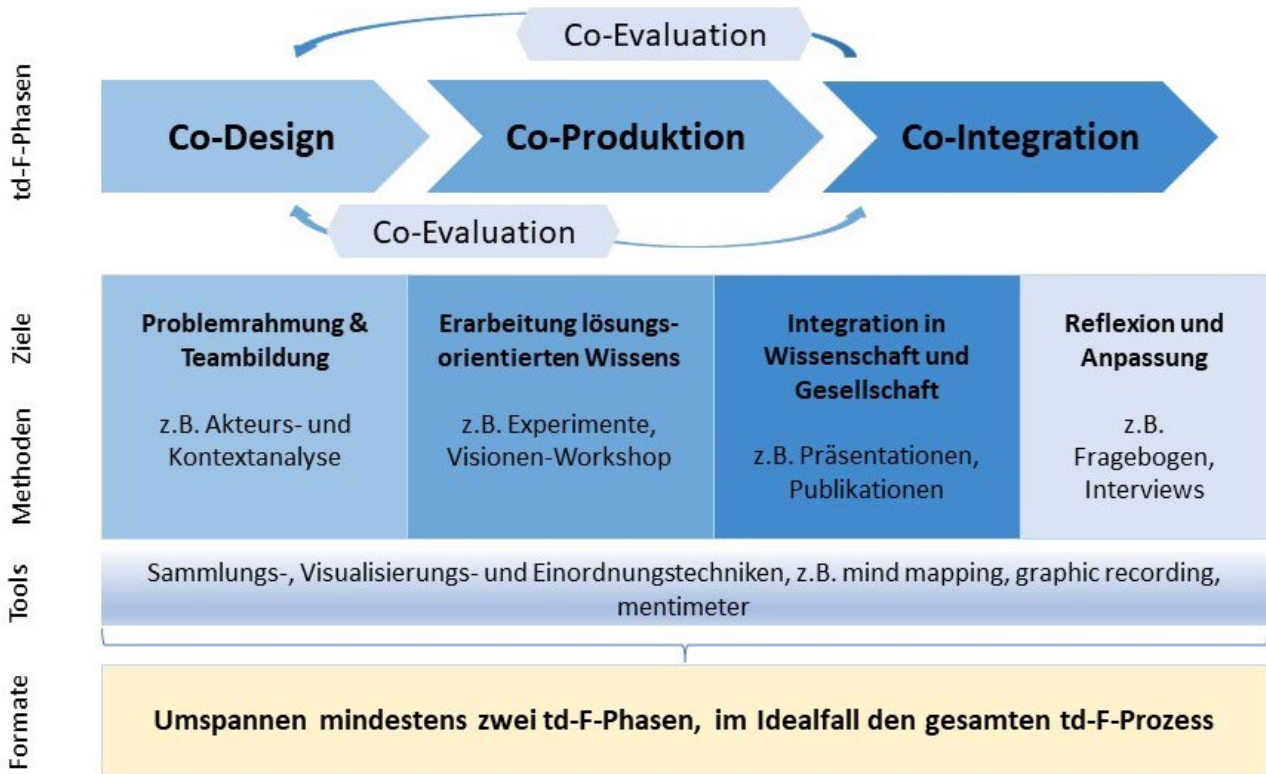 Co-Evaluation
td-F-Phasen
Co-Design
Co-Produktion
Co-Integration
Co-Evaluation
Ziele
Problemrahmung &
Teambildung
Erarbeitung lösungs-
orientierten Wissens
Integration in
Wissenschaft und
Gesellschaft
Reflexion und
Anpassung
Methoden
z.B. Akteurs- und
Kontextanalyse
z.B. Experimente,
Visionen-Workshop
z.B. Präsentationen,
Publikationen
z.B.
Fragebogen,
Interviews
Tools
Sammlungs-, Visualisierungs- und Einordnungstechniken, z.B. mind mapping, graphic recording,
mentimeter
Formate
Umspannen mindestens zwei td-F-Phasen, im Idealfall den gesamten td-F-Prozess